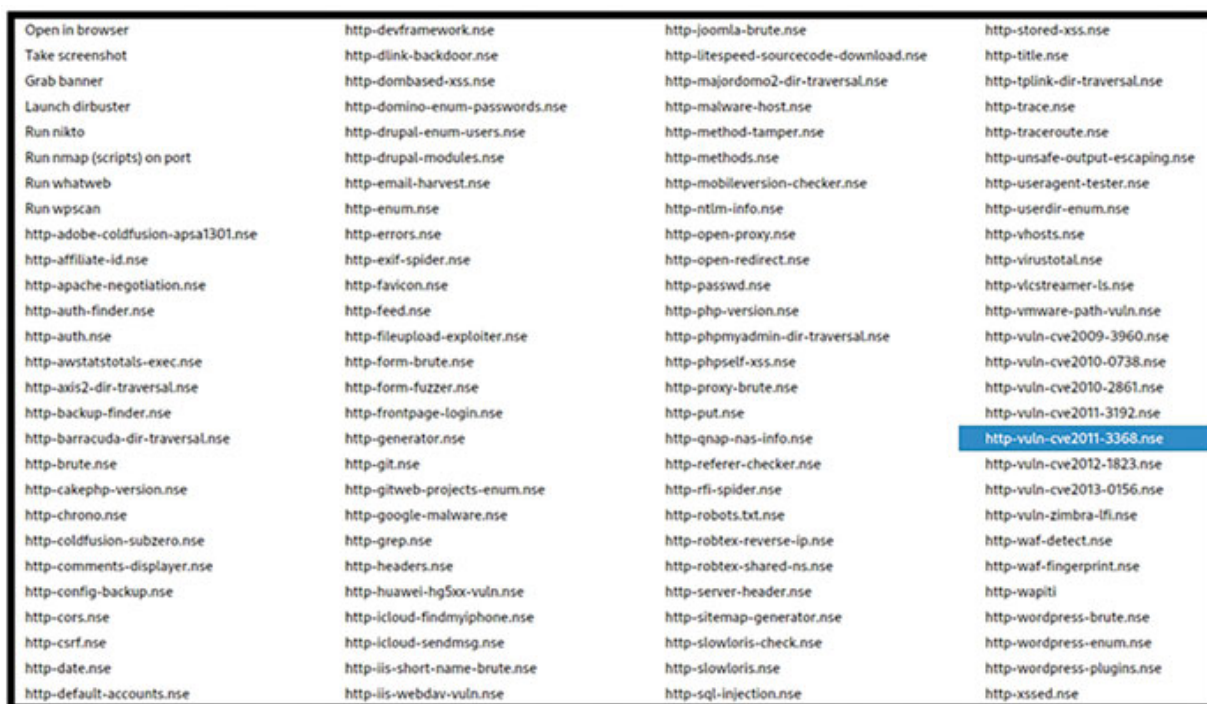 Open in browser
Take screenshot
Grab banner
Launch dirbuster
Run nikto
Run nmap (scripts) on port
Run whatweb
Run wpscan
http-adobe-coldfusion-apsa1301.nse
http-affiliate-id.nse
http-apache-negotiation.nse
http-auth-finder.nse
http-auth.nse
http-awstatstotals-exec.nse
http-axis2-dir-traversal.nse
http-backup-finder.nse
http-barracuda-dir-traversal.nse
http-brute.nse
http-cakephp-version.nse
http-chrono.nse
http-coldfusion-subzero.nse
http-comments-displayer.nse
http-config-backup.nse
http-cors.nse
http-csrf.nse
http-date.nse
http-default-accounts.nse
http-devframework.nse
http-dlink-backdoor.nse
http-dombased-xss.nse
http-domino-enum-passwords.nse
http-drupal-enum-users.nse
http-drupal-modules.nse
http-email-harvest.nse
http-enum.nse
http-errors.nse
http-exif-spider.nse
http-favicon.nse
http-feed.nse
http-fileupload-exploiter.nse
http-form-brute.nse
http-form-fuzzer.nse
http-frontpage-login.nse
http-generator.nse
http-git.nse
http-gitweb-projects-enum.nse
http-google-malware.nse
http-grep.nse
http-headers.nse
http-huawei-hg5xx-vuln.nse
http-icloud-findmyiphone.nse
http-icloud-sendmsg.nse
http-iis-short-name-brute.nse
http-iis-webdav-vuln.nse
http-joomla-brute.nse
http-litespeed-sourcecode-download.nse
http-majordomo2-dir-traversal.nse
http-malware-host.nse
http-method-tamper.nse
http-methods.nse
http-mobileversion-checker.nse
http-ntlm-info.nse
http-open-proxy.nse
http-open-redirect.nse
http-passwd.nse
http-php-version.nse
http-phpmyadmin-dir-traversal.nse
http-phpself-xss.nse
http-proxy-brute.nse
http-put.nse
http-qnap-nas-info.nse
http-referer-checker.nse
http-rfi-spider.nse
http-robots.txt.nse
http-robtex-reverse-ip.nse
http-robtex-shared-ns.nse
http-server-header.nse
http-sitemap-generator.nse
http-slowloris-check.nse
http-slowloris.nse
http-sql-injection.nse
http-stored-xss.nse
http-title.nse
http-tplink-dir-traversal.nse
http-trace.nse
http-traceroute.nse
http-unsafe-output-escaping.nse
http-useragent-tester.nse
http-userdir-enum.nse
http-vhosts.nse
http-virustotal.nse
http-vlcstreamer-ls.nse
http-vmware-path-vuln.nse
http-vuln-cve2009-3960.nse
http-vuln-cve2010-0738.nse
http-vuln-cve2010-2861.nse
http-vuln-cve2011-3192.nse
http-vuln-cve2011-3368.nse
http-vuln-cve2012-1823.nse
http-vuln-cve2013-0156.nse
http-vuln-zimbra-lfi.nse
http-waf-detect.nse
http-waf-fingerprint.nse
http-wapiti
http-wordpress-brute.nse
http-wordpress-enum.nse
http-wordpress-plugins.nse
http-xssed.nse